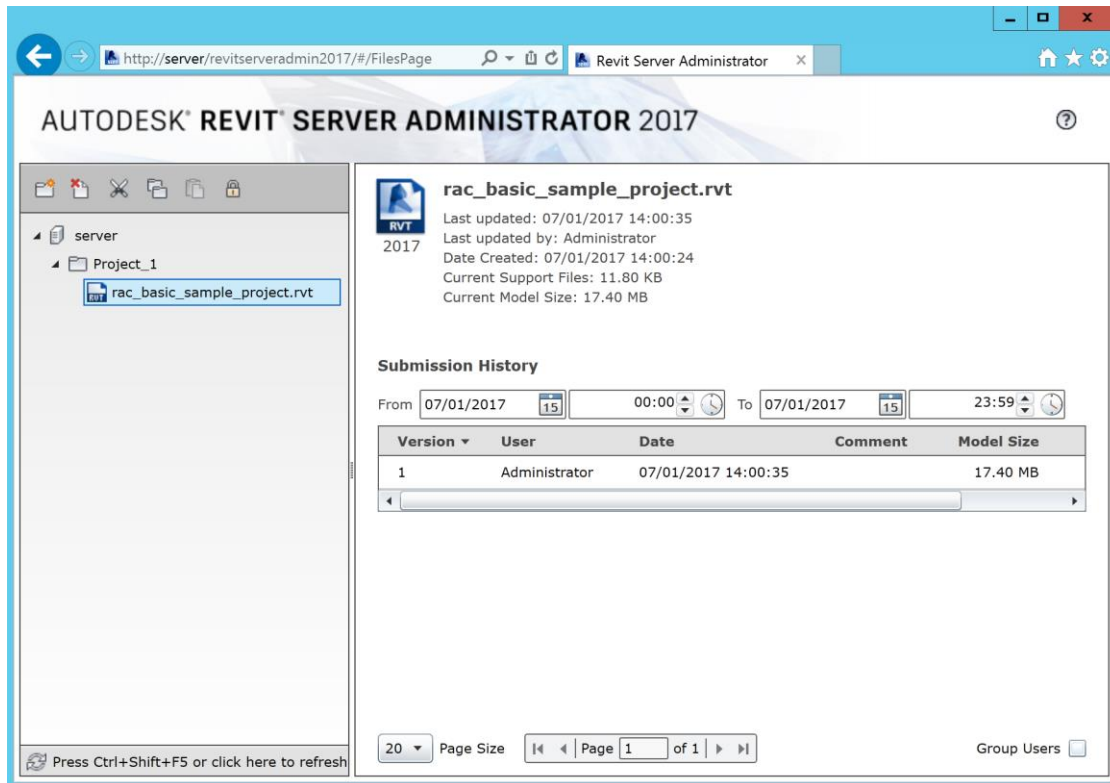 http://server/revitserveradmin2017/#/FilesPage
Revit Server Administrator
AUTODESK® REVIT® SERVER ADMINISTRATOR 2017
server
Project_1
rac_basic_sample_project.rvt
RVT
2017
rac_basic_sample_project.rvt
Last updated: 07/01/2017 14:00:35
Last updated by: Administrator
Date Created: 07/01/2017 14:00:24
Current Support Files: 11.80 KB
Current Model Size: 17.40 MB
Submission History
From 07/01/2017 15 00:00 To 07/01/2017 15 23:59
Version User Date Comment Model Size
1 Administrator 07/01/2017 14:00:35 17.40 MB
20 Page Size Page 1 of 1 Group Users
Press Ctrl+Shift+F5 or click here to refresh